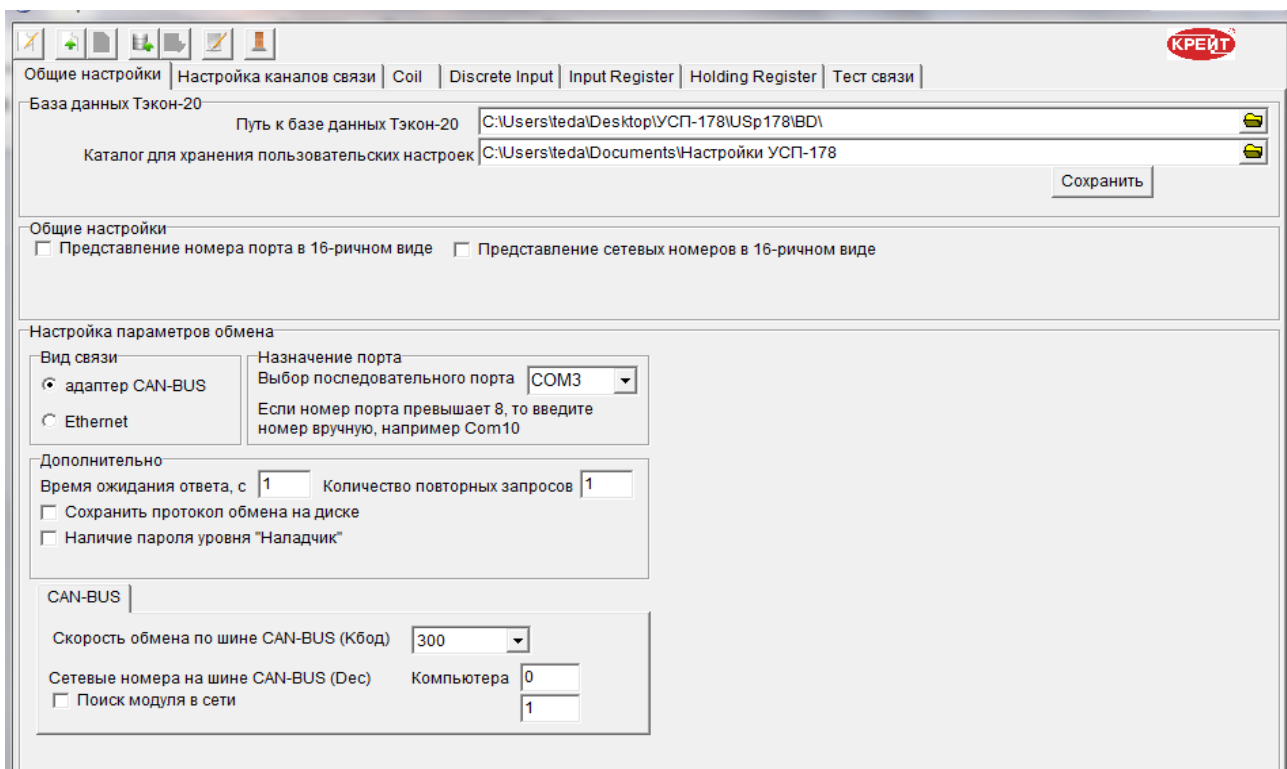 КРЕЙТ
Общие настройки Настройка каналов связи Coil Discrete Input Input Register Holding Register Тест связи
База данных Тэкон-20
Путь к базе данных Тэкон-20 C:\Users\teda\Desktop\УСП-178\USp178\BD\
Каталог для хранения пользовательских настроек C:\Users\teda\Documents\Настройки УСП-178
Сохранить
Общие настройки
Представление номера порта в 16-ричном виде Представление сетевых номеров в 16-ричном виде
Настройка параметров обмена
Вид связи Назначение порта
адаптер CAN-BUS Выбор последовательного порта COM3
Ethernet Если номер порта превышает 8, то введите
номер вручную, например Com10
Дополнительно
Время ожидания ответа, с 1 Количество повторных запросов 1
Сохранить протокол обмена на диске
Наличие пароля уровня "Наладчик"
CAN-BUS
Скорость обмена по шине CAN-BUS (Кбод) 300
Сетевые номера на шине CAN-BUS (Dec) Компьютера 0
Поиск модуля в сети 1